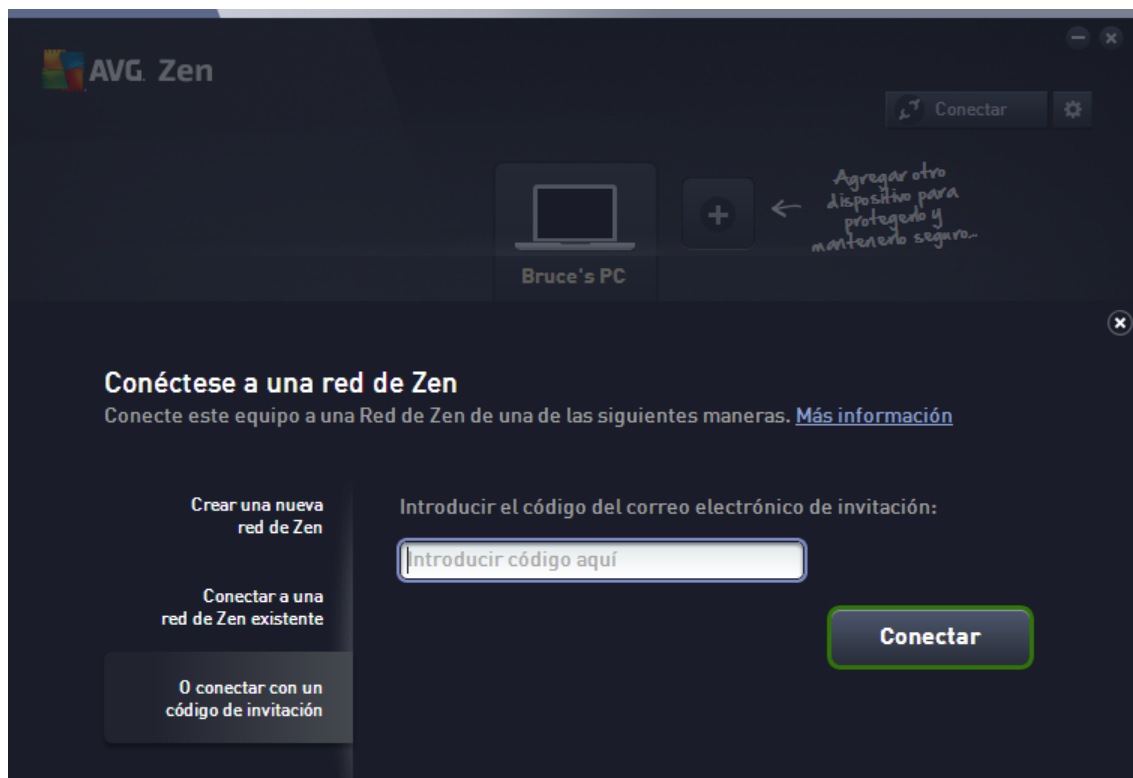 AVG. Zen
Conectar
Agregar otro
dispositivo para
protegerlo y
mantenerlo seguro...
Bruce's PC
Conéctese a una red de Zen
Conecte este equipo a una Red de Zen de una de las siguientes maneras. Más información
Crear una nueva
red de Zen
Conectar a una
red de Zen existente
O conectar con un
código de invitación
Introducir el código del correo electrónico de invitación:
Introducir código aquí
Conectar